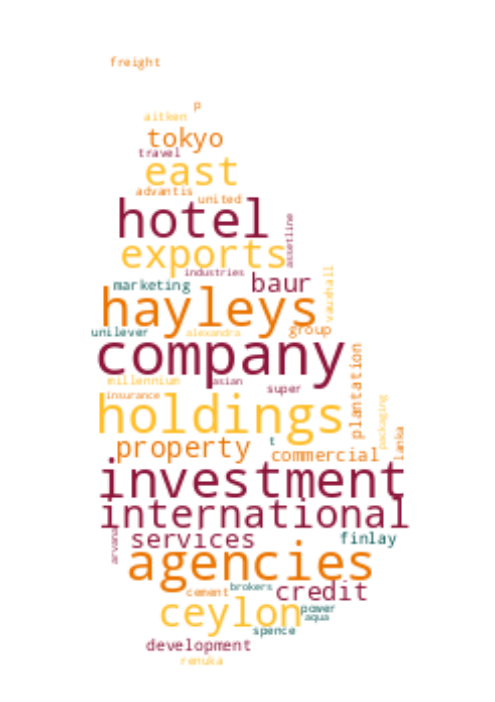 freight
p
aitken
tokyo
travel
east
advantis
united
hotel
assetline
exports
industries
baur
marketing
vauxhall
hayleys
group
unilever
alexandra
company
plantation
millennium
asian
super
insurance
packaging
holdings
lanka
t
property
commercial
investment
international
services
finlay
arvana
agencies
brokers
credit
cement
ceylon
power
aqua
spence
development
renuka